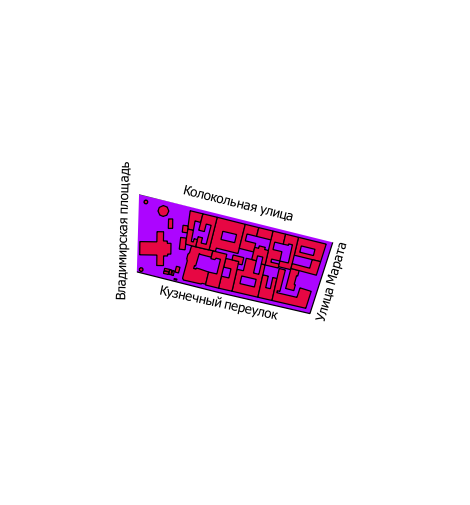 Владимирская площадь
Колокольная улица
Улица Марата
Кузнечный переулок